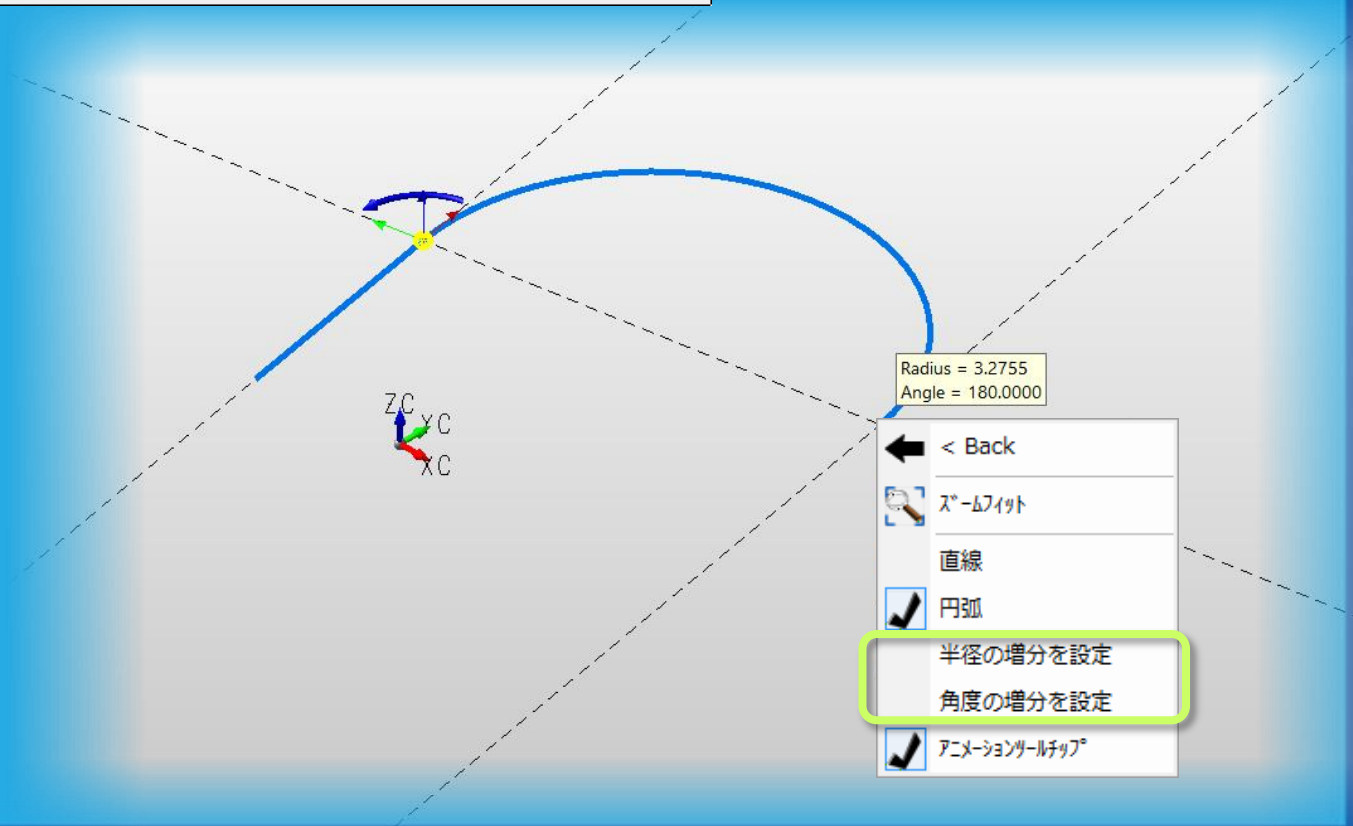 ZC
YC
XC
Radius = 3.2755
Angle = 180.0000
< Back
ｽﾞｰﾑﾌｨｯﾄ
直線
円弧
半径の増分を設定
角度の増分を設定
ｱﾆﾒｰｼｮﾝﾂｰﾙﾁｯﾌﾟ